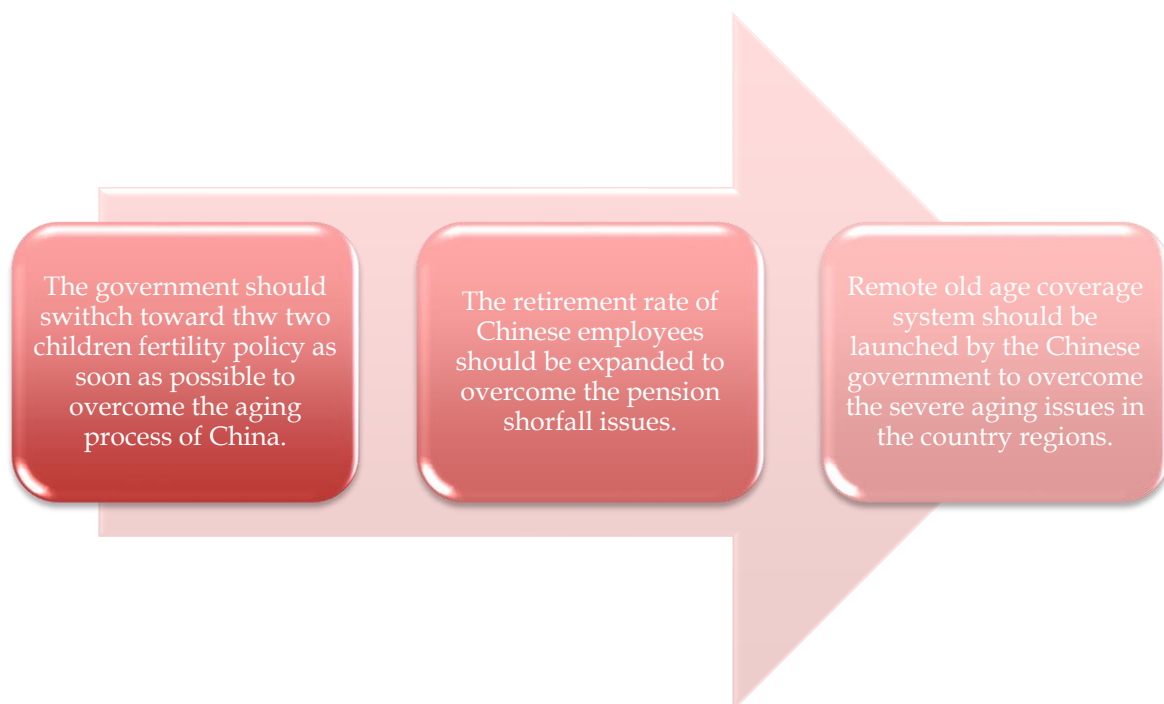 The government should
swithch toward thw two
children fertility policy as
soon as possible to
overcome the aging
process of China.
The retirement rate of
Chinese employees
should be expanded to
overcome the pension
shorfall issues.
Remote old age coverage
system should be
launched by the Chinese
government to overcome
the severe aging issues in
the country regions.